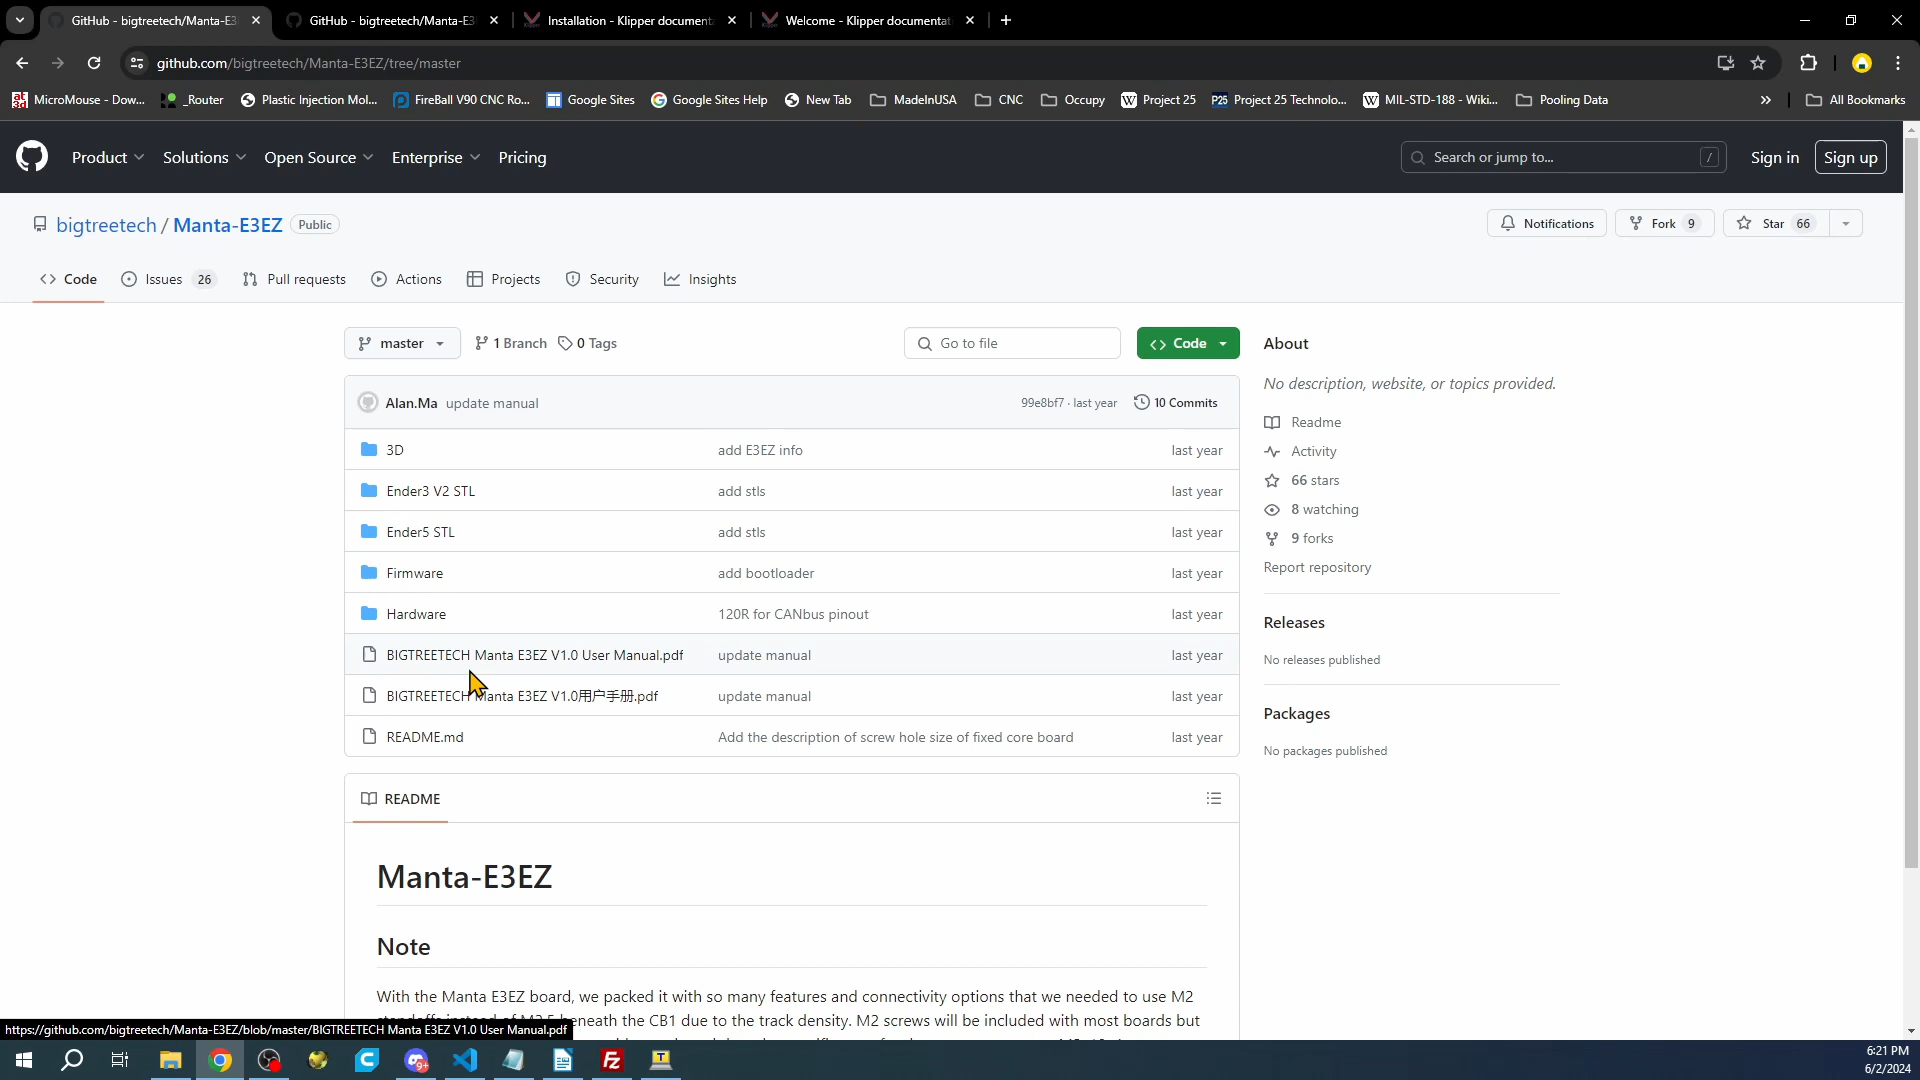 GitHub - bigtreetech/Manta-E3
GitHub - bigtreetech/Manta-E3
Installation - Klipper document
Welcome - Klipper documentat
github.com/bigtreetech/Manta-E3EZ/tree/master
MicroMouse - Dow...
_Router
Plastic Injection Mol...
FireBall V90 CNC Ro...
Google Sites
Google Sites Help
New Tab
MadeInUSA
CNC
Occupy
Project 25
P25 Project 25 Technolo...
MIL-STD-188 - Wiki...
Pooling Data
All Bookmarks
Product
Solutions
Open Source
Enterprise
Pricing
Search or jump to...
/
Sign in
Sign up
bigtreetech / Manta-E3EZ
Public
Notifications
Fork 9
Star 66
Code
Issues 26
Pull requests
Actions
Projects
Security
Insights
master
1 Branch
0 Tags
Go to file
Code
About
No description, website, or topics provided.
Alan.Ma update manual
99e8bf7 · last year
10 Commits
3D add E3EZ info last year
Ender3 V2 STL add stls last year
Ender5 STL add stls last year
Firmware add bootloader last year
Hardware 120R for CANbus pinout last year
BIGTREETECH Manta E3EZ V1.0 User Manual.pdf update manual last year
BIGTREETECH Manta E3EZ V1.0用户手册.pdf update manual last year
README.md Add the description of screw hole size of fixed core board last year
Readme
Activity
66 stars
8 watching
9 forks
Report repository
Releases
No releases published
Packages
No packages published
README
Manta-E3EZ
Note
With the Manta E3EZ board, we packed it with so many features and connectivity options that we needed to use M2
standoffs instead of M2.5 beneath the CB1 due to the track density. M2 screws will be included with most boards but
https://github.com/bigtreetech/Manta-E3EZ/blob/master/BIGTREETECH Manta E3EZ V1.0 User Manual.pdf
6:21 PM
6/2/2024